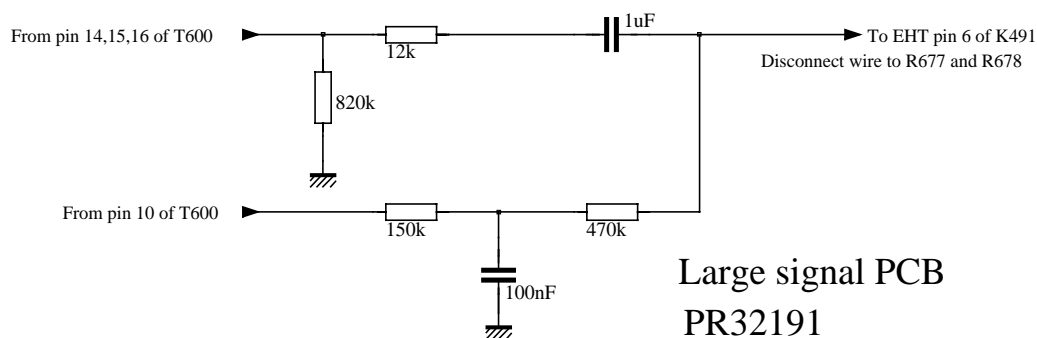 1uF
From pin 14,15,16 of T600
12k
To EHT pin 6 of K491
Disconnect wire to R677 and R678
820k
From pin 10 of T600
150k
470k
100nF
Large signal PCB
PR32191